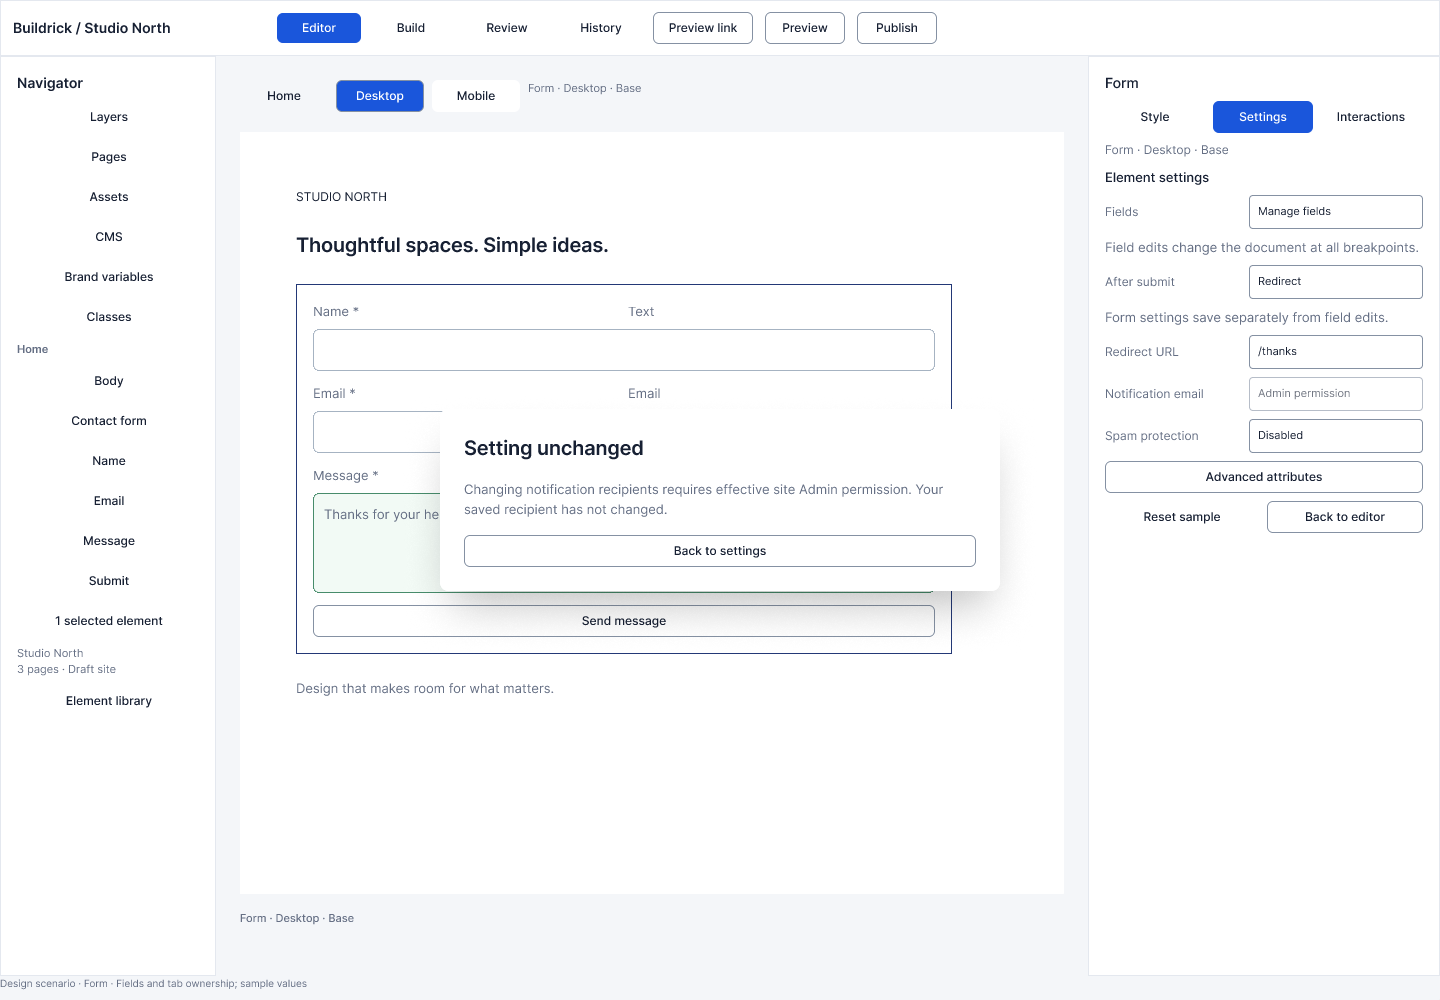 Buildrick / Studio North
Editor
Build
Review
History
Preview link
Preview
Publish
Navigator
Layers
Pages
Assets
CMS
Brand variables
Classes
Home
Body
Contact form
Name
Email
Message
Submit
1 selected element
Studio North
3 pages · Draft site
Element library
Home
Desktop
Mobile
Form · Desktop · Base
STUDIO NORTH
Thoughtful spaces. Simple ideas.
Name *
Text
Email *
Email
Message *
Thanks for your he
Setting unchanged
Changing notification recipients requires effective site Admin permission. Your
saved recipient has not changed.
Back to settings
Send message
Design that makes room for what matters.
Form · Desktop · Base
Form
Style
Settings
Interactions
Form · Desktop · Base
Element settings
Fields
Manage fields
Field edits change the document at all breakpoints.
After submit
Redirect
Form settings save separately from field edits.
Redirect URL
/thanks
Notification email
Admin permission
Spam protection
Disabled
Advanced attributes
Reset sample
Back to editor
Design scenario · Form · Fields and tab ownership; sample values